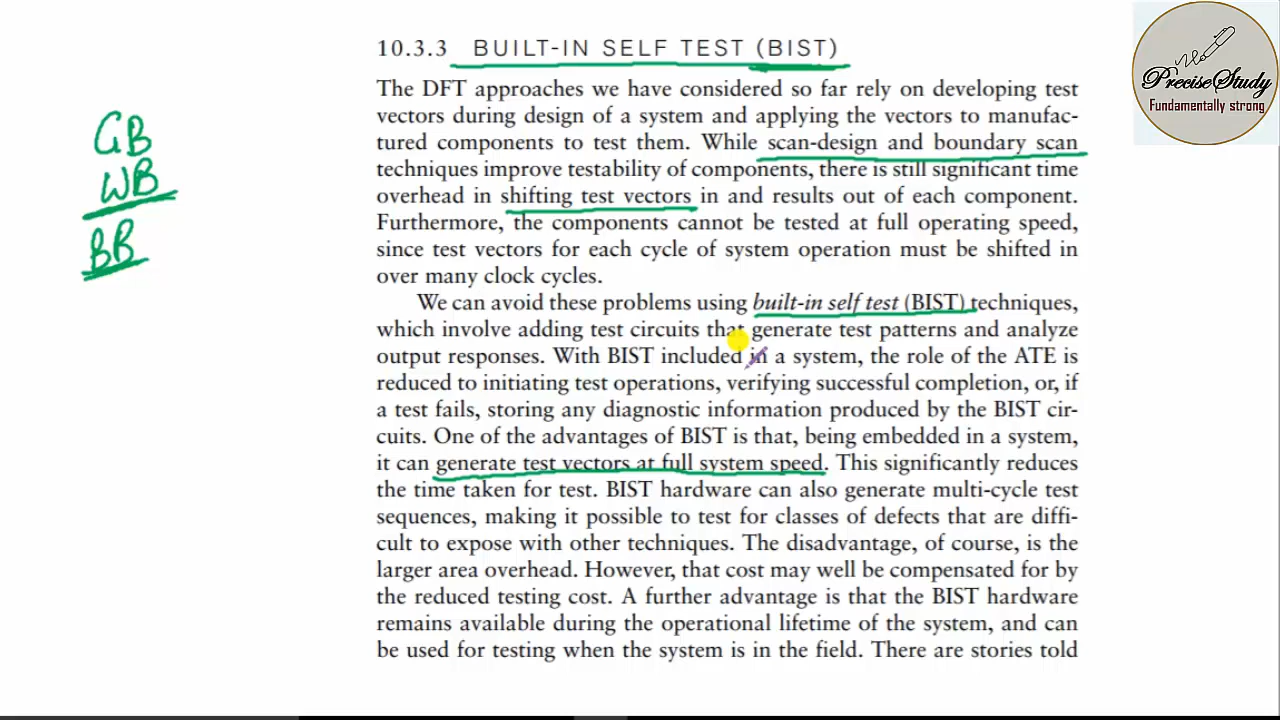 10.3.3 BUILT-IN SELF TEST (BIST)
The DFT approaches we have considered so far rely on developing test
vectors during design of a system and applying the vectors to manufac-
tured components to test them. While scan-design and boundary scan
techniques improve testability of components, there is still significant time
overhead in shifting test vectors in and results out of each component.
Furthermore, the components cannot be tested at full operating speed,
since test vectors for each cycle of system operation must be shifted in
over many clock cycles.
We can avoid these problems using built-in self test (BIST) techniques,
which involve adding test circuits that generate test patterns and analyze
output responses. With BIST included in a system, the role of the ATE is
reduced to initiating test operations, verifying successful completion, or, if
a test fails, storing any diagnostic information produced by the BIST cir-
cuits. One of the advantages of BIST is that, being embedded in a system,
it can generate test vectors at full system speed. This significantly reduces
the time taken for test. BIST hardware can also generate multi-cycle test
sequences, making it possible to test for classes of defects that are diffi-
cult to expose with other techniques. The disadvantage, of course, is the
larger area overhead. However, that cost may well be compensated for by
the reduced testing cost. A further advantage is that the BIST hardware
remains available during the operational lifetime of the system, and can
be used for testing when the system is in the field. There are stories told
GB
WB
BB
PreciseStudy
Fundamentally strong